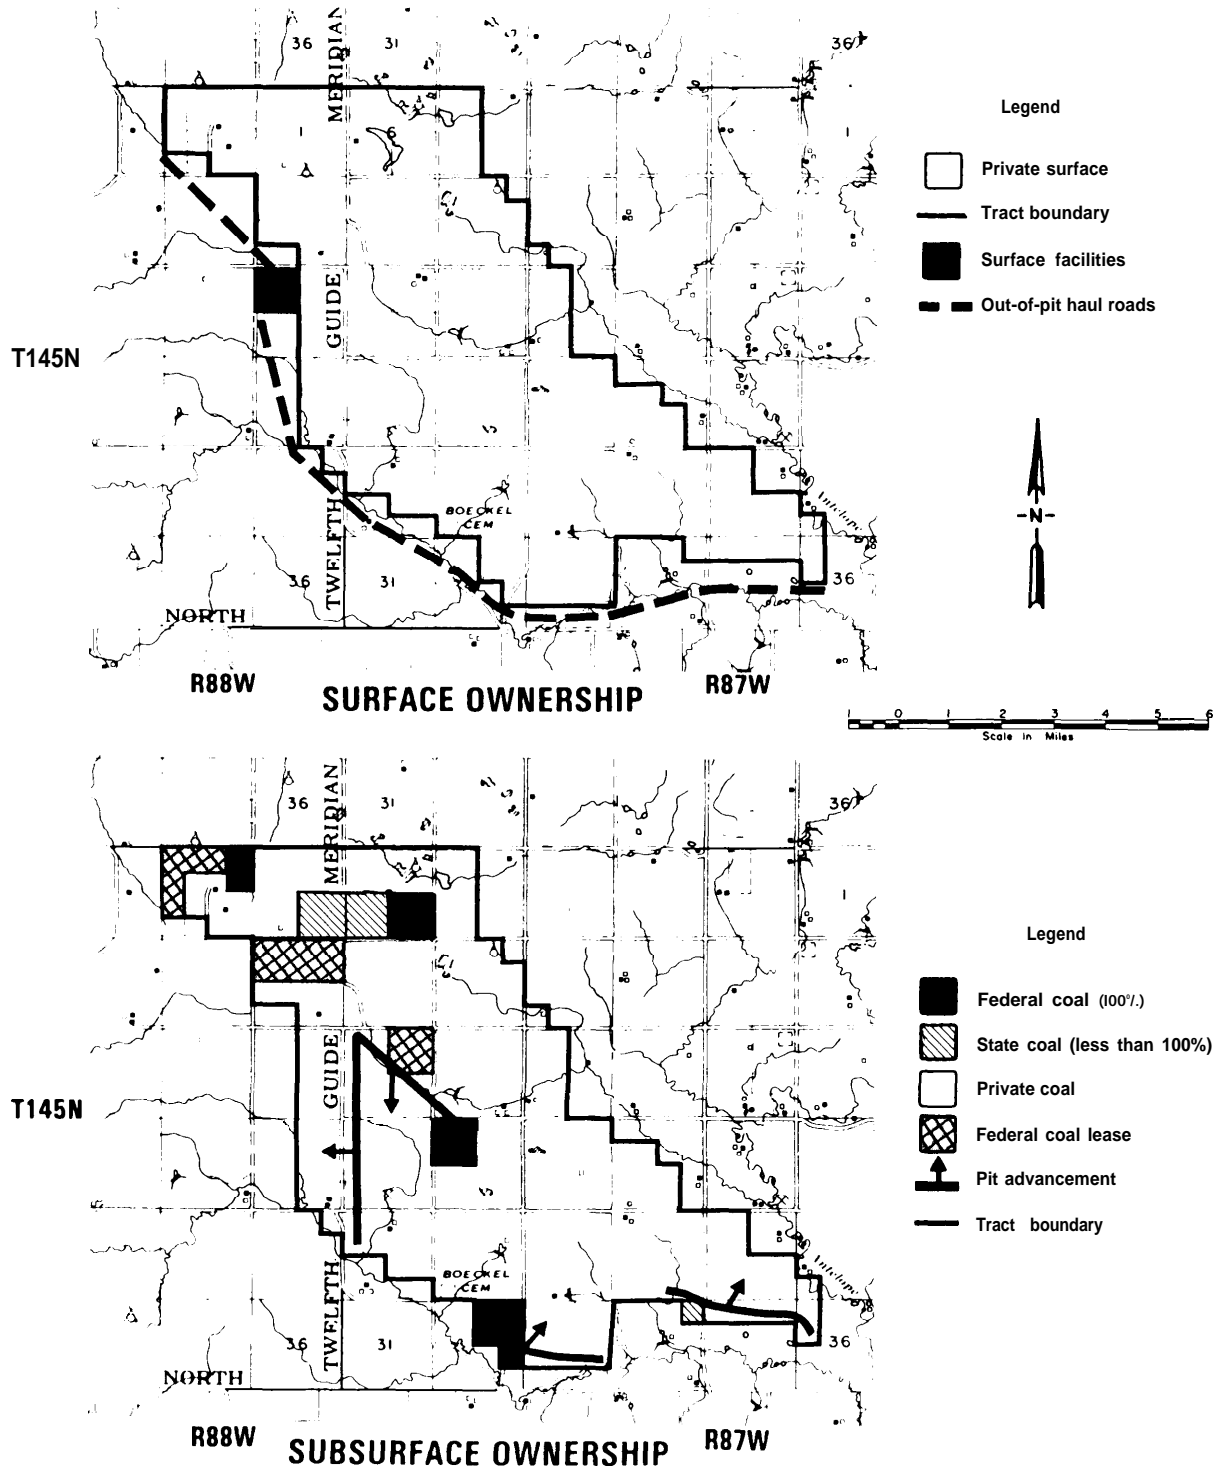 36
31
36
MERIDIAN
Legend
1
6
1
Private surface
Tract boundary
Surface facilities
GUIDE
Out-of-pit haul roads
T145N
BOECKEL
CEM
Antelope
N
TWELFTH
36
31
36
NORTH
R88W
R87W
SURFACE OWNERSHIP
1 0 1 2 3 4 5 6
Scale In Miles
36
31
36
MERIDIAN
1
Legend
Federal coal (100%)
State coal (less than 100%)
GUIDE
Private coal
T145N
Federal coal lease
Pit advancement
Tract boundary
BOECKEL
CEM
Antelope
TWELFTH
36
31
36
NORTH
R88W
R87W
SUBSURFACE OWNERSHIP